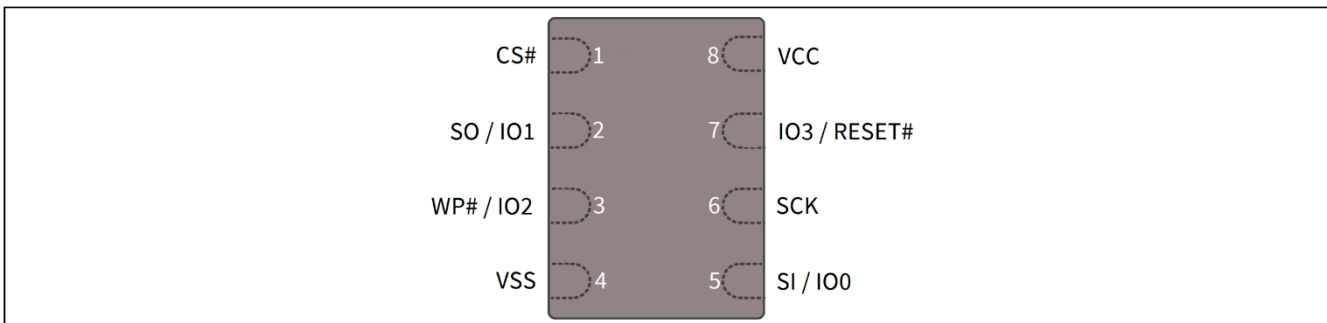 CS# 1 8 VCC
SO / IO1 2 7 IO3 / RESET#
WP# / IO2 3 6 SCK
VSS 4 5 SI / IO0